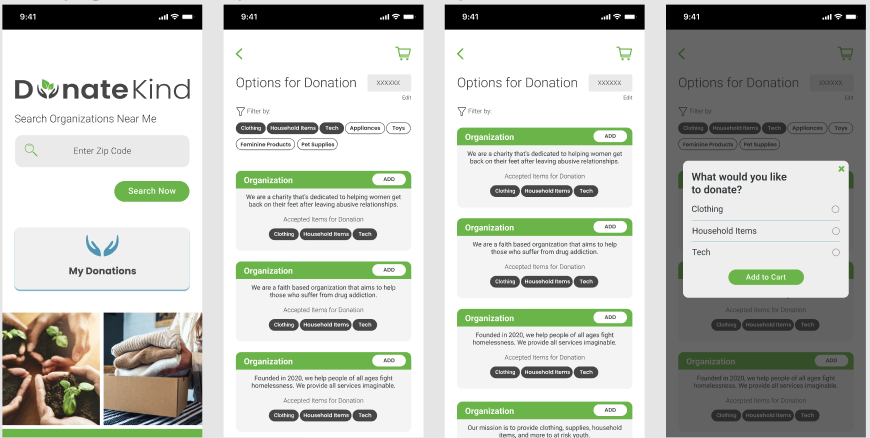 9:41
DonateKind
Search Organizations Near Me
Enter Zip Code
Search Now
My Donations
9:41
Options for Donation
XXXXXX
Edit
Filter by:
Clothing Household Items Tech Appliances Toys
Feminine Products Pet Supplies
Organization ADD
We are a charity that's dedicated to helping women get
back on their feet after leaving abusive relationships.
Accepted Items for Donation
Clothing Household Items Tech
Organization ADD
We are a faith based organization that aims to help
those who suffer from drug addiction.
Accepted Items for Donation
Clothing Household Items Tech
Organization ADD
Founded in 2020, we help people of all ages fight
homelessness. We provide all services imaginable.
Accepted Items for Donation
Clothing Household Items Tech
9:41
Options for Donation
XXXXXX
Edit
Filter by:
Organization ADD
We are a charity that's dedicated to helping women get
back on their feet after leaving abusive relationships.
Accepted Items for Donation
Clothing Household Items Tech
Organization ADD
We are a faith based organization that aims to help
those who suffer from drug addiction.
Accepted Items for Donation
Clothing Household Items Tech
Organization ADD
Founded in 2020, we help people of all ages fight
homelessness. We provide all services imaginable.
Accepted Items for Donation
Clothing Household Items Tech
Organization ADD
Our mission is to provide clothing, supplies, household
items, and more to at risk youth.
9:41
Options for Donation
XXXXXX
Edit
Filter by:
Clothing Household Items Tech Appliances Toys
Feminine Products Pet Supplies
What would you like
to donate?
Clothing
Household Items
Tech
Add to Cart
Accepted Items for Donation
Clothing Household Items Tech
Organization ADD
Founded in 2020, we help people of all ages fight
homelessness. We provide all services imaginable.
Accepted Items for Donation
Clothing Household Items Tech